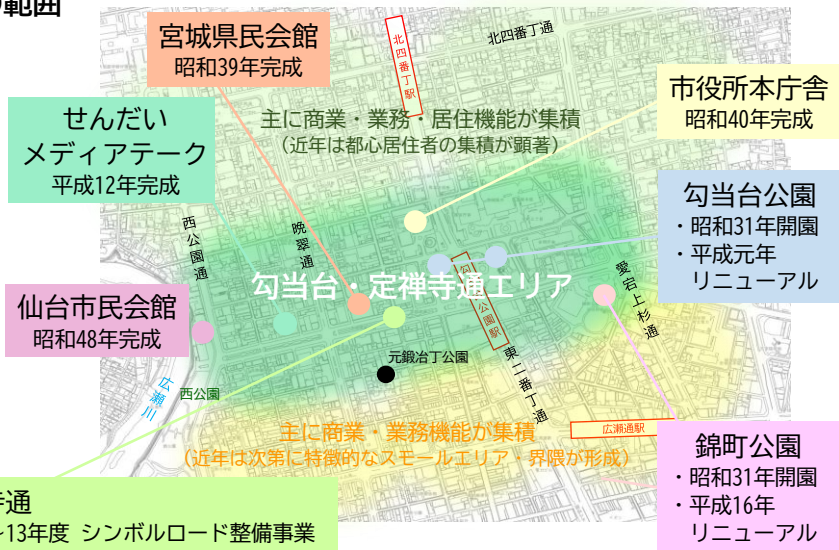 範囲
宮城県民会館
昭和39年完成
北四番丁駅
北四番丁通
主に商業・業務・居住機能が集積
（近年は都心居住者の集積が顕著）
市役所本庁舎
昭和40年完成
せんだい
メディアテーク
平成12年完成
勾当台公園
・昭和31年開園
・平成元年
リニューアル
西公園通
晩翠通
勾当台・定禅寺通エリア
愛宕上杉通
仙台市民会館
昭和48年完成
公園駅
元鍛冶丁公園
東二番丁通
広瀬川
西公園
主に商業・業務機能が集積
（近年は次第に特徴的なスモールエリア・界隈が形成）
広瀬通駅
錦町公園
・昭和31年開園
・平成16年
リニューアル
寺通
~13年度 シンボルロード整備事業